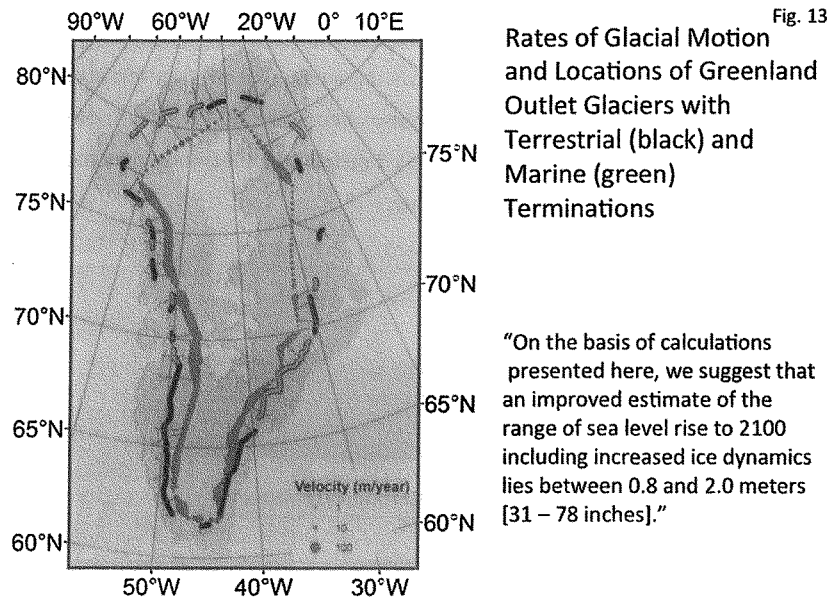 Fig. 13
Rates of Glacial Motion
and Locations of Greenland
Outlet Glaciers with
Terrestrial (black) and
Marine (green)
Terminations
90°W 60°W 40°W 20°W 0° 10°E
80°N
75°N
75°N
70°N
70°N
65°N
65°N
60°N
60°N
50°W 40°W 30°W
Velocity (m/year)
1
10
100
“On the basis of calculations
presented here, we suggest that
an improved estimate of the
range of sea level rise to 2100
including increased ice dynamics
lies between 0.8 and 2.0 meters
[31 – 78 inches].”